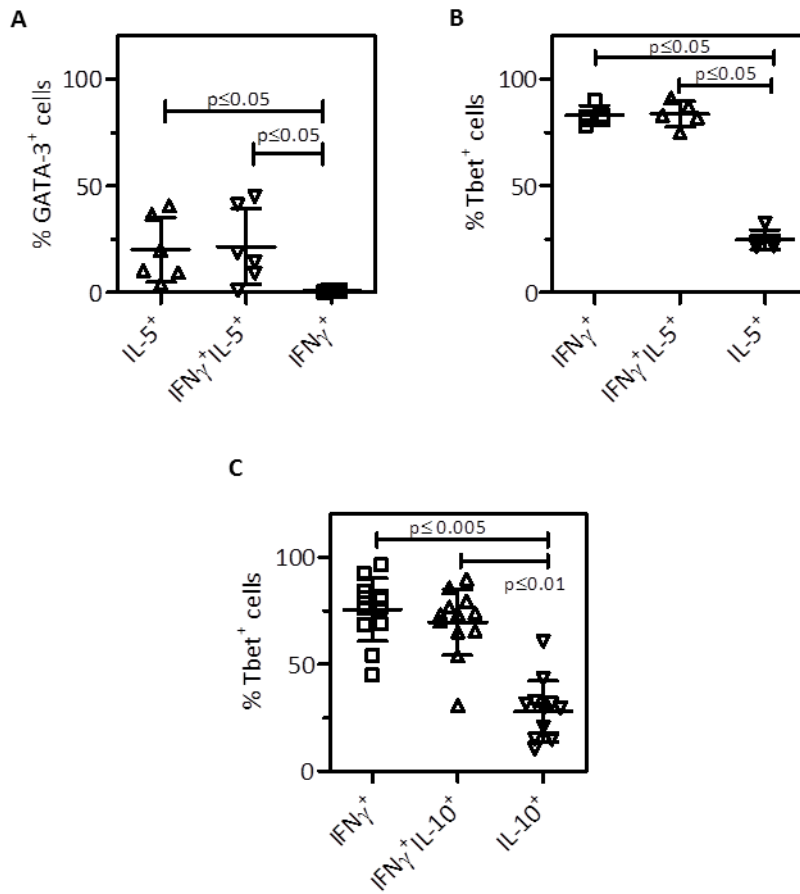 A
% GATA-3⁺ cells
100
50
0
p≤0.05
p≤0.05
IL-5⁺
IFNγ⁺IL-5⁺
IFNγ⁺
B
% Tbet⁺ cells
100
50
0
p≤0.05
p≤0.05
IFNγ⁺
IFNγ⁺IL-5⁺
IL-5⁺
C
% Tbet⁺ cells
100
50
0
p≤0.005
p≤0.01
IFNγ⁺
IFNγ⁺IL-10⁺
IL-10⁺